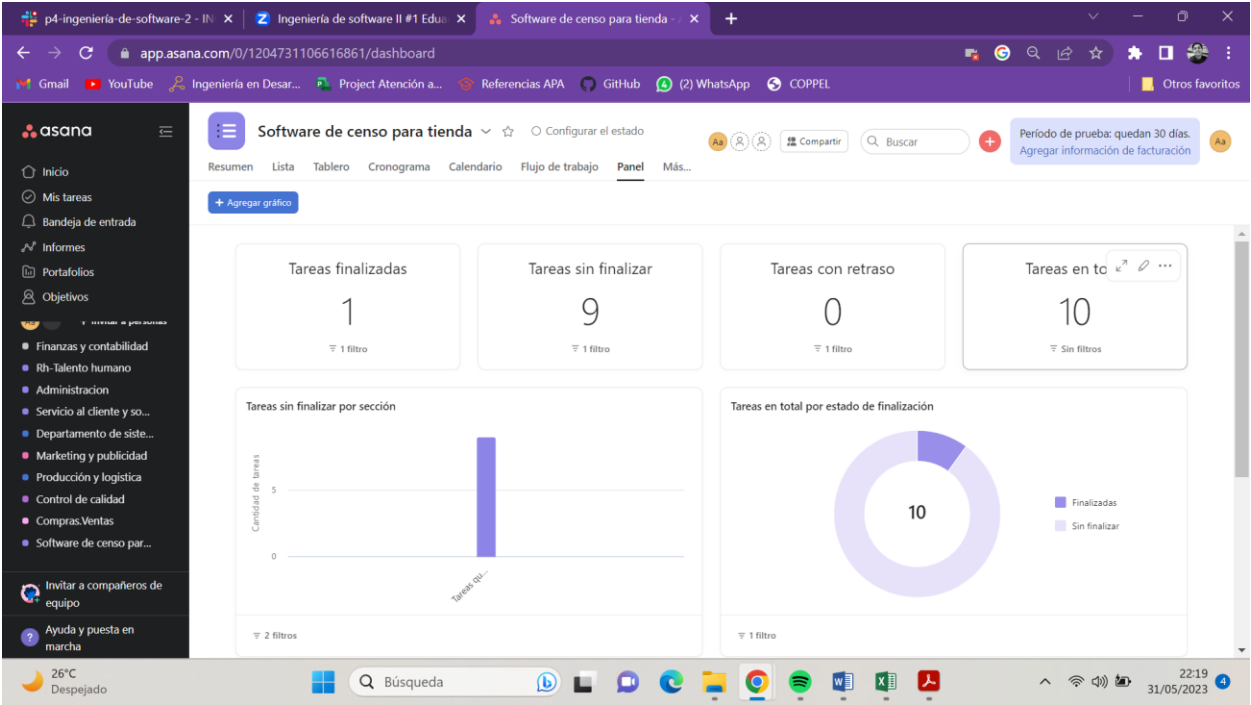 p4-ingeniería-de-software-2 - IN
Ingeniería de software II #1 Edua
Software de censo para tienda - A
app.asana.com/0/1204731106616861/dashboard
Gmail
YouTube
Ingeniería en Desar...
Project Atención a...
Referencias APA
GitHub
(2) WhatsApp
COPPEL
Otros favoritos
asana
Software de censo para tienda
Configurar el estado
Aa
Compartir
Buscar
Período de prueba: quedan 30 días.
Agregar información de facturación
Aa
Resumen
Lista
Tablero
Cronograma
Calendario
Flujo de trabajo
Panel
Más...
+ Agregar gráfico
Inicio
Mis tareas
Bandeja de entrada
Informes
Portafolios
Objetivos
+ Invitar a personas
Finanzas y contabilidad
Rh-Talento humano
Administracion
Servicio al cliente y so...
Departamento de siste...
Marketing y publicidad
Producción y logistica
Control de calidad
Compras.Ventas
Software de censo par...
Invitar a compañeros de
equipo
Ayuda y puesta en
marcha
Tareas finalizadas
1
1 filtro
Tareas sin finalizar
9
1 filtro
Tareas con retraso
0
1 filtro
Tareas en to
10
Sin filtros
Tareas sin finalizar por sección
Cantidad de tareas
5
0
Tareas qu...
2 filtros
Tareas en total por estado de finalización
10
Finalizadas
Sin finalizar
1 filtro
26°C
Despejado
Búsqueda
22:19
31/05/2023
4